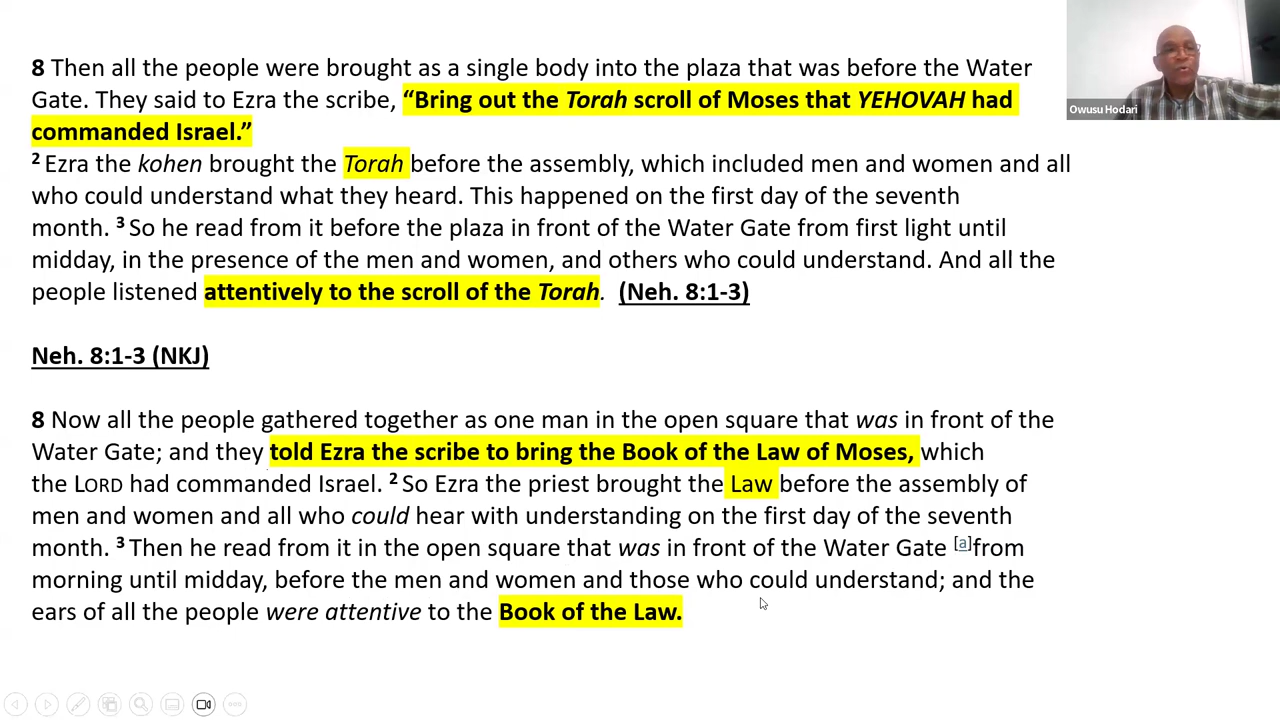 8 Then all the people were brought as a single body into the plaza that was before the Water
Gate. They said to Ezra the scribe, “Bring out the Torah scroll of Moses that YEHOVAH had
commanded Israel.”
2 Ezra the kohen brought the Torah before the assembly, which included men and women and all
who could understand what they heard. This happened on the first day of the seventh
month. 3 So he read from it before the plaza in front of the Water Gate from first light until
midday, in the presence of the men and women, and others who could understand. And all the
people listened attentively to the scroll of the Torah. (Neh. 8:1-3)
Neh. 8:1-3 (NKJ)
8 Now all the people gathered together as one man in the open square that was in front of the
Water Gate; and they told Ezra the scribe to bring the Book of the Law of Moses, which
the LORD had commanded Israel. 2 So Ezra the priest brought the Law before the assembly of
men and women and all who could hear with understanding on the first day of the seventh
month. 3 Then he read from it in the open square that was in front of the Water Gate [a]from
morning until midday, before the men and women and those who could understand; and the
ears of all the people were attentive to the Book of the Law.
Owusu Hodari